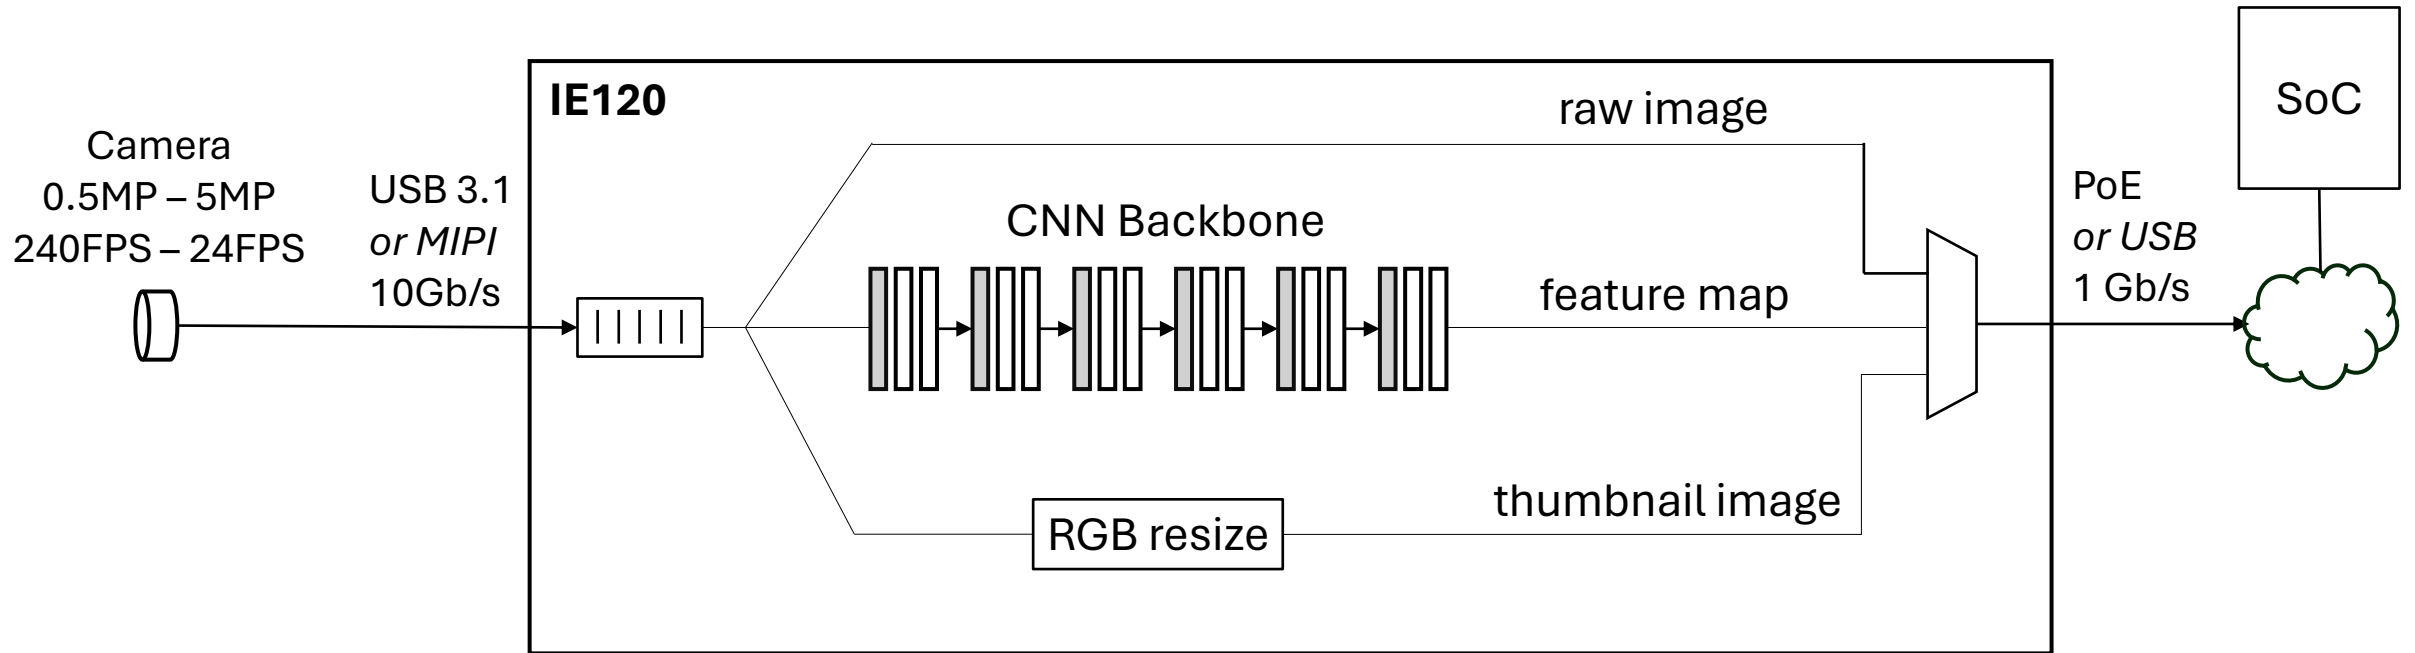 IE120
SoC
raw image
Camera
0.5MP – 5MP
240FPS – 24FPS
USB 3.1
or MIPI
10Gb/s
CNN Backbone
feature map
PoE
or USB
1 Gb/s
thumbnail image
RGB resize